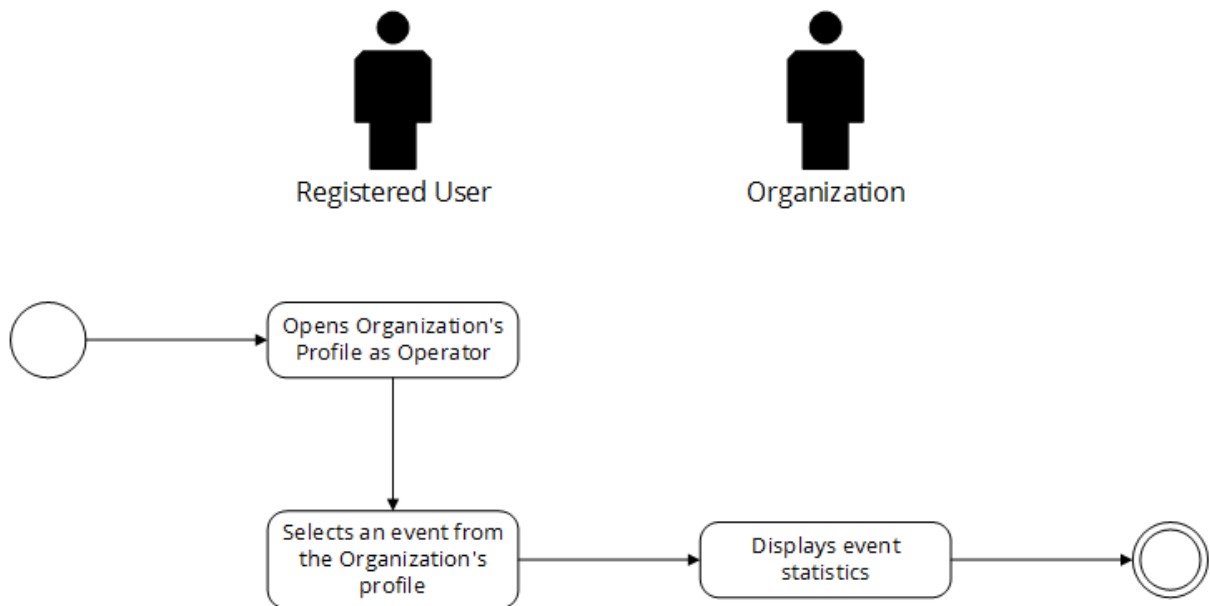 Registered User
Organization
Opens Organization's
Profile as Operator
Selects an event from
the Organization's
profile
Displays event
statistics